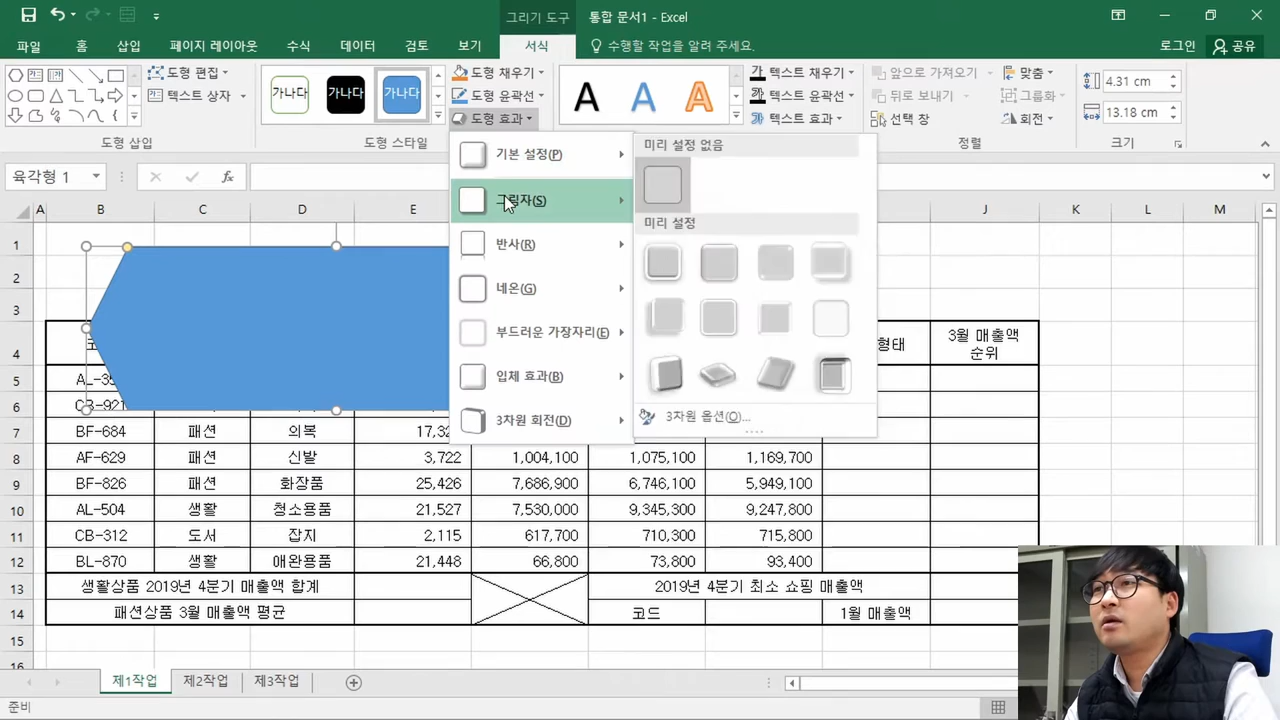 그리기 도구
통합 문서1 - Excel
파일
홈
삽입
페이지 레이아웃
수식
데이터
검토
보기
서식
수행할 작업을 알려 주세요.
로그인
공유
도형 편집
텍스트 상자
도형 삽입
가나다
가나다
가나다
도형 스타일
도형 채우기
도형 윤곽선
도형 효과
A
A
A
텍스트 채우기
텍스트 윤곽선
텍스트 효과
앞으로 가져오기
뒤로 보내기
선택 창
맞춤
그룹화
회전
정렬
4.31 cm
13.18 cm
크기
육각형 1
fx
기본 설정(P)
그림자(S)
반사(R)
네온(G)
부드러운 가장자리(E)
입체 효과(B)
3차원 회전(D)
미리 설정 없음
미리 설정
3차원 옵션(O)...
A B C D E J K L M
1
2
3
4 형태 3월 매출액
순위
5
6
7 BF-684 패션 의복
8 AF-629 패션 신발 3,722 1,004,100 1,075,100 1,169,700
9 BF-826 패션 화장품 25,426 7,686,900 6,746,100 5,949,100
10 AL-504 생활 청소용품 21,527 7,530,000 9,345,300 9,247,800
11 CB-312 도서 잡지 2,115 617,700 710,300 715,800
12 BL-870 생활 애완용품 21,448 66,800 73,800 93,400
13 생활상품 2019년 4분기 매출액 합계 2019년 4분기 최소 쇼핑 매출액
14 패션상품 3월 매출액 평균 코드 1월 매출액
15
16
제1작업
제2작업
제3작업
준비